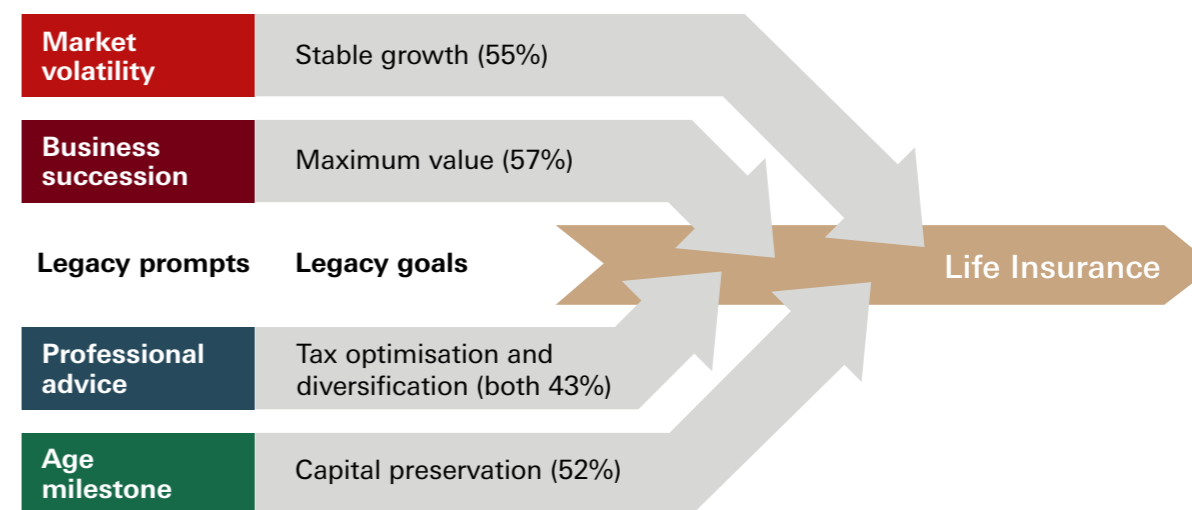 Market
volatility
Stable growth (55%)
Business
succession
Maximum value (57%)
Legacy prompts
Legacy goals
Life Insurance
Professional
advice
Tax optimisation and
diversification (both 43%)
Age
milestone
Capital preservation (52%)